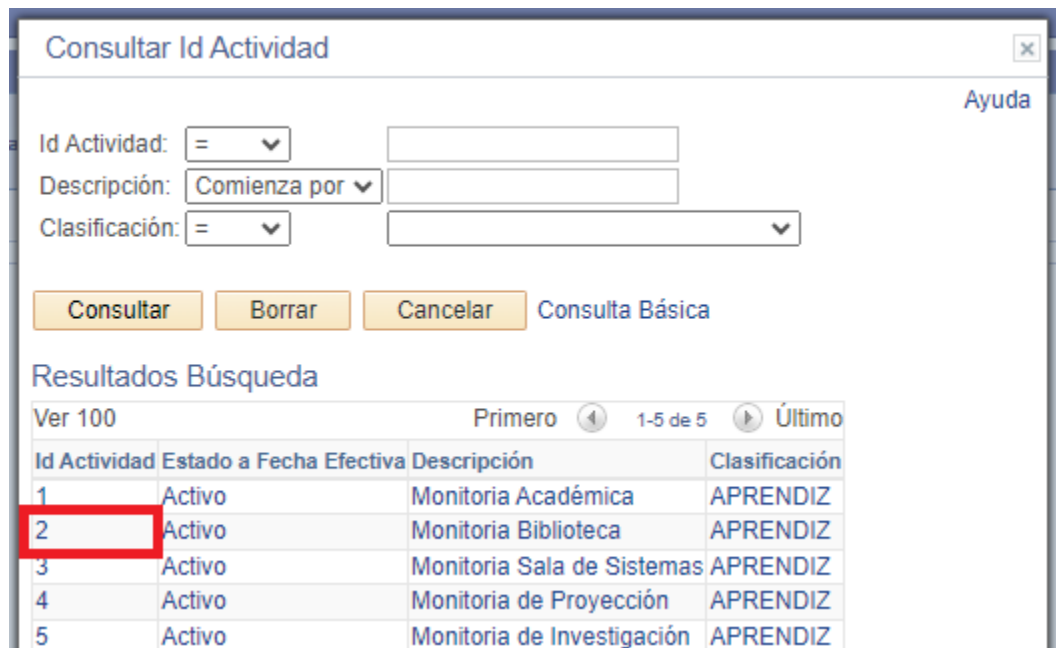 Consultar Id Actividad
Ayuda
Id Actividad: =
Descripción: Comienza por
Clasificación: =
Consultar Borrar Cancelar Consulta Básica
Resultados Búsqueda
Ver 100 Primero 1-5 de 5 Último
Id Actividad Estado a Fecha Efectiva Descripción Clasificación
1 Activo Monitoria Académica APRENDIZ
2 Activo Monitoria Biblioteca APRENDIZ
3 Activo Monitoria Sala de Sistemas APRENDIZ
4 Activo Monitoria de Proyección APRENDIZ
5 Activo Monitoria de Investigación APRENDIZ